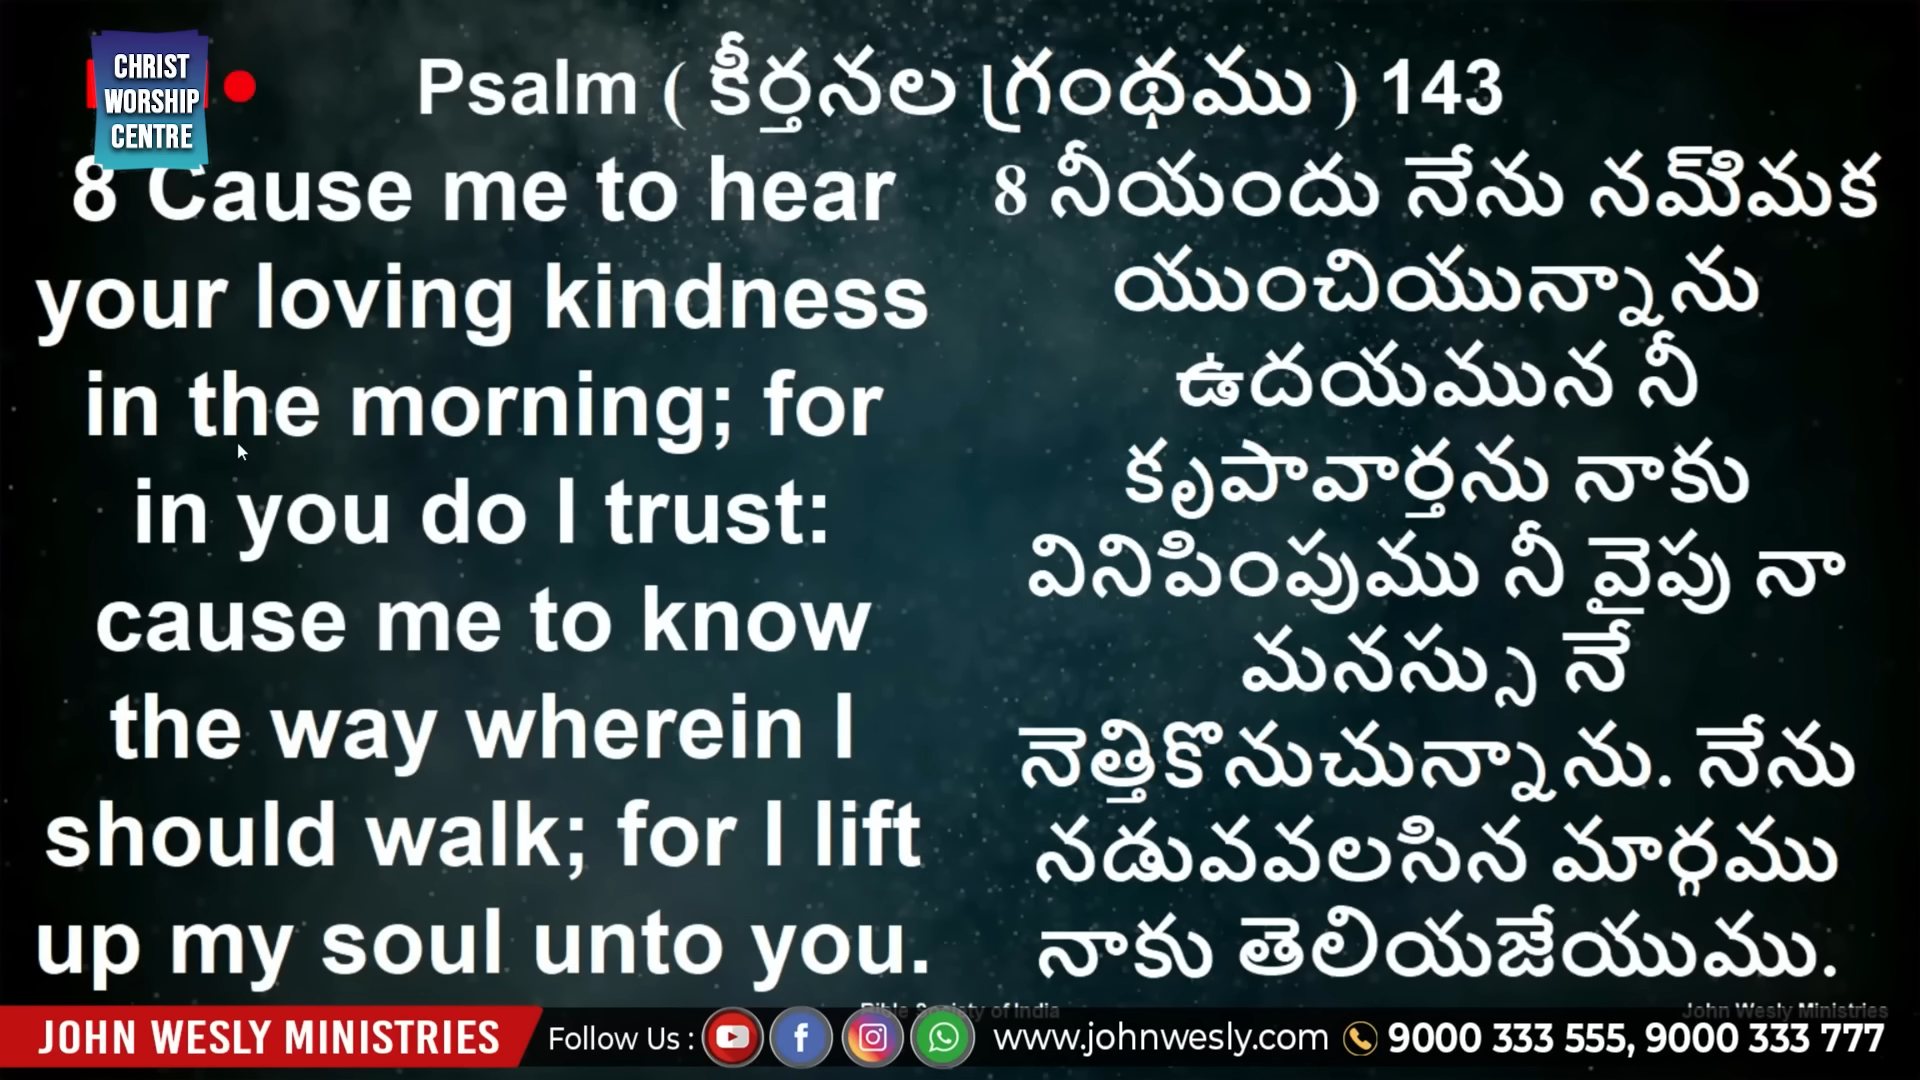 CHRIST
WORSHIP
CENTRE
Psalm ( కీర్తనల గ్రంథము ) 143
8 Cause me to hear
your loving kindness
in the morning; for
in you do I trust:
cause me to know
the way wherein I
should walk; for I lift
up my soul unto you.
8 నీయందు నేను నమ్మిమక
యుంచియున్నాను
ఉదయమున నీ
కృపావార్తను నాకు
వినిపింపుము నీ వైపు నా
మనస్సు నే
నెత్తికొనుచున్నాను. నేను
నడువవలసిన మార్గము
నాకు తెలియజేయుము.
Bible Society of India
John Wesly Ministries
JOHN WESLY MINISTRIES
Follow Us :
www.johnwesly.com
9000 333 555, 9000 333 777